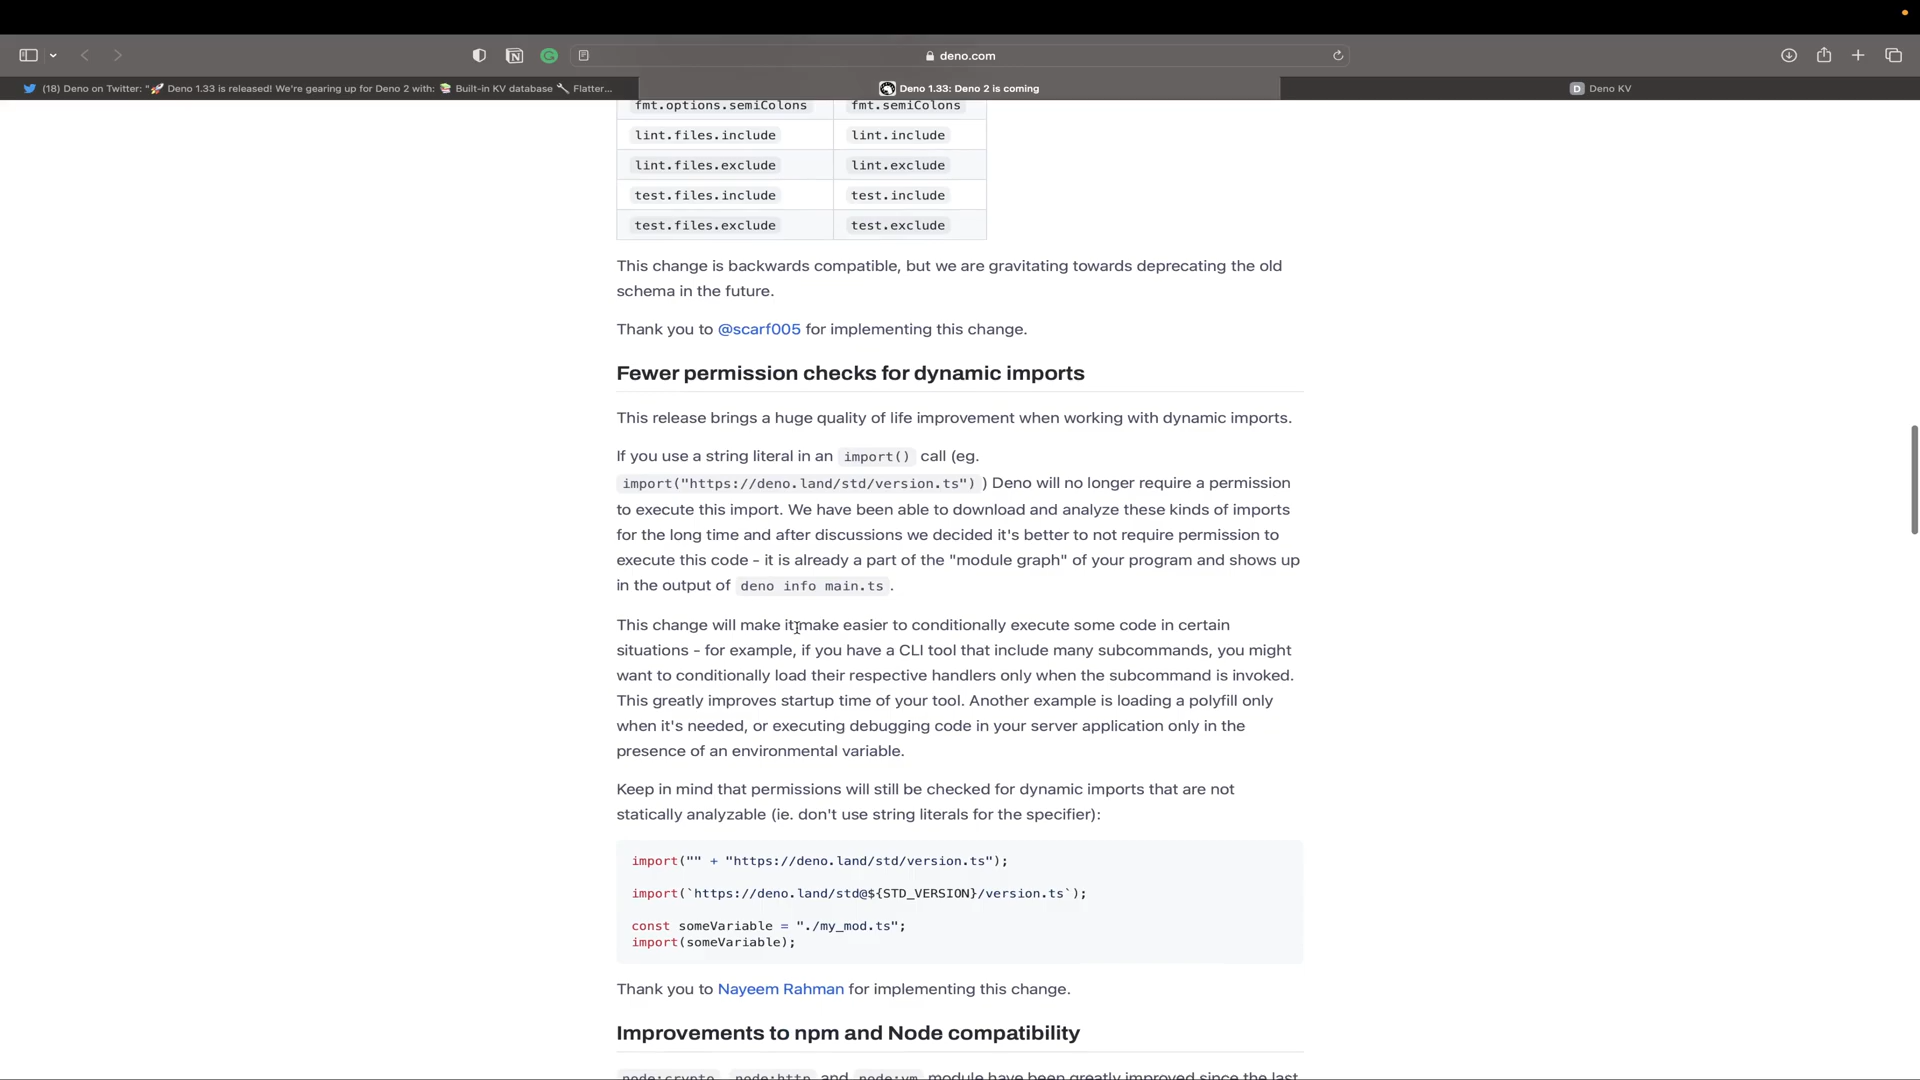 deno.com
(18) Deno on Twitter: "🚀 Deno 1.33 is released! We're gearing up for Deno 2 with: 📚 Built-in KV database 🔧 Flatter...
Deno 1.33: Deno 2 is coming
D Deno KV
fmt.options.semiColons fmt.semiColons
lint.files.include lint.include
lint.files.exclude lint.exclude
test.files.include test.include
test.files.exclude test.exclude
This change is backwards compatible, but we are gravitating towards deprecating the old
schema in the future.
Thank you to @scarf005 for implementing this change.
Fewer permission checks for dynamic imports
This release brings a huge quality of life improvement when working with dynamic imports.
If you use a string literal in an import() call (eg.
import("https://deno.land/std/version.ts") ) Deno will no longer require a permission
to execute this import. We have been able to download and analyze these kinds of imports
for the long time and after discussions we decided it's better to not require permission to
execute this code - it is already a part of the "module graph" of your program and shows up
in the output of deno info main.ts .
This change will make it make easier to conditionally execute some code in certain
situations - for example, if you have a CLI tool that include many subcommands, you might
want to conditionally load their respective handlers only when the subcommand is invoked.
This greatly improves startup time of your tool. Another example is loading a polyfill only
when it's needed, or executing debugging code in your server application only in the
presence of an environmental variable.
Keep in mind that permissions will still be checked for dynamic imports that are not
statically analyzable (ie. don't use string literals for the specifier):
import("" + "https://deno.land/std/version.ts");
import(`https://deno.land/std@${STD_VERSION}/version.ts`);
const someVariable = "./my_mod.ts";
import(someVariable);
Thank you to Nayeem Rahman for implementing this change.
Improvements to npm and Node compatibility
node:crypto, node:http and node:vm module have been greatly improved since the last